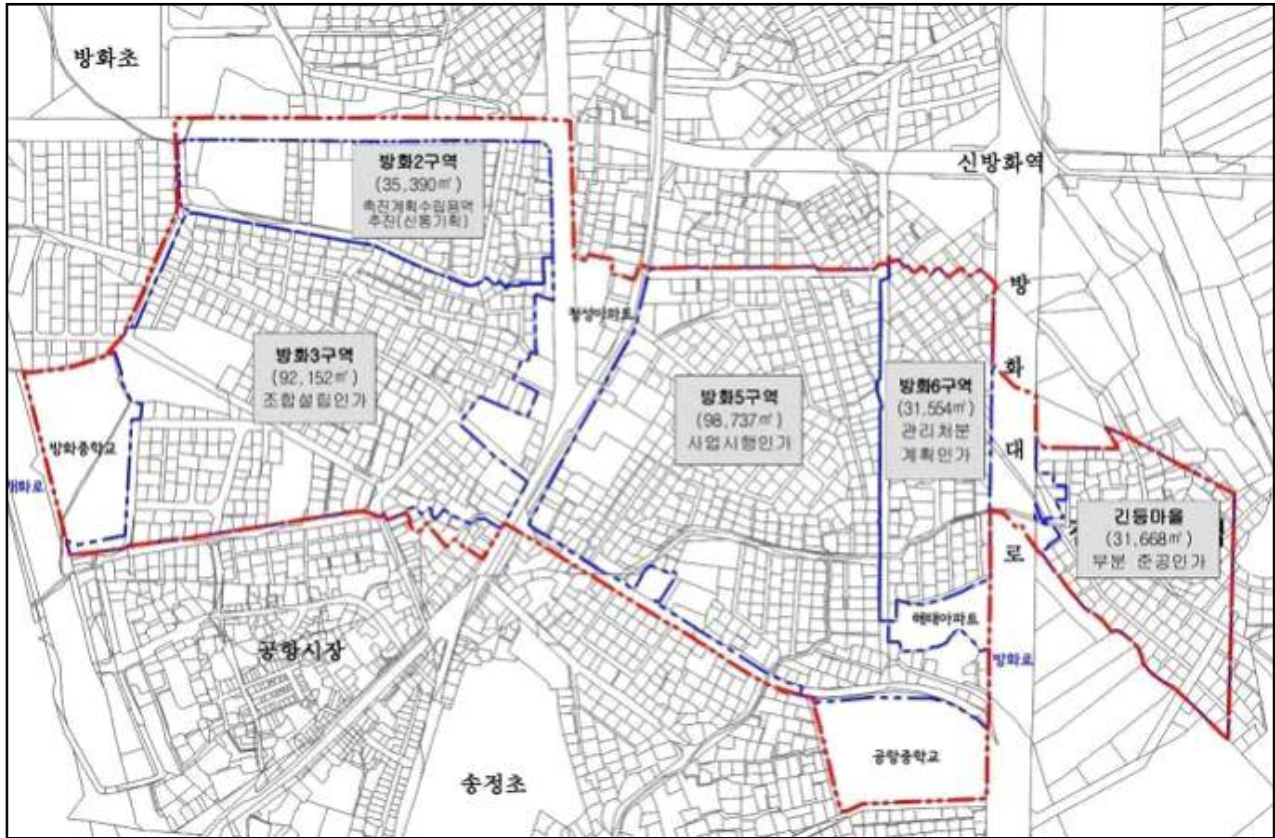 방화초
방화2구역
(35,390㎡)
촉진계획수립용역
추진(신통기획)
신방화역
방화3구역
(92,152㎡)
조합설립인가
방화5구역
(98,737㎡)
사업시행인가
방화6구역
(31,554㎡)
관리처분
계획인가
방
화
대
로
긴등마을
(31,668㎡)
부분 준공인가
방화중학교
해태아파트
방화로
공항시장
공항중학교
송정초